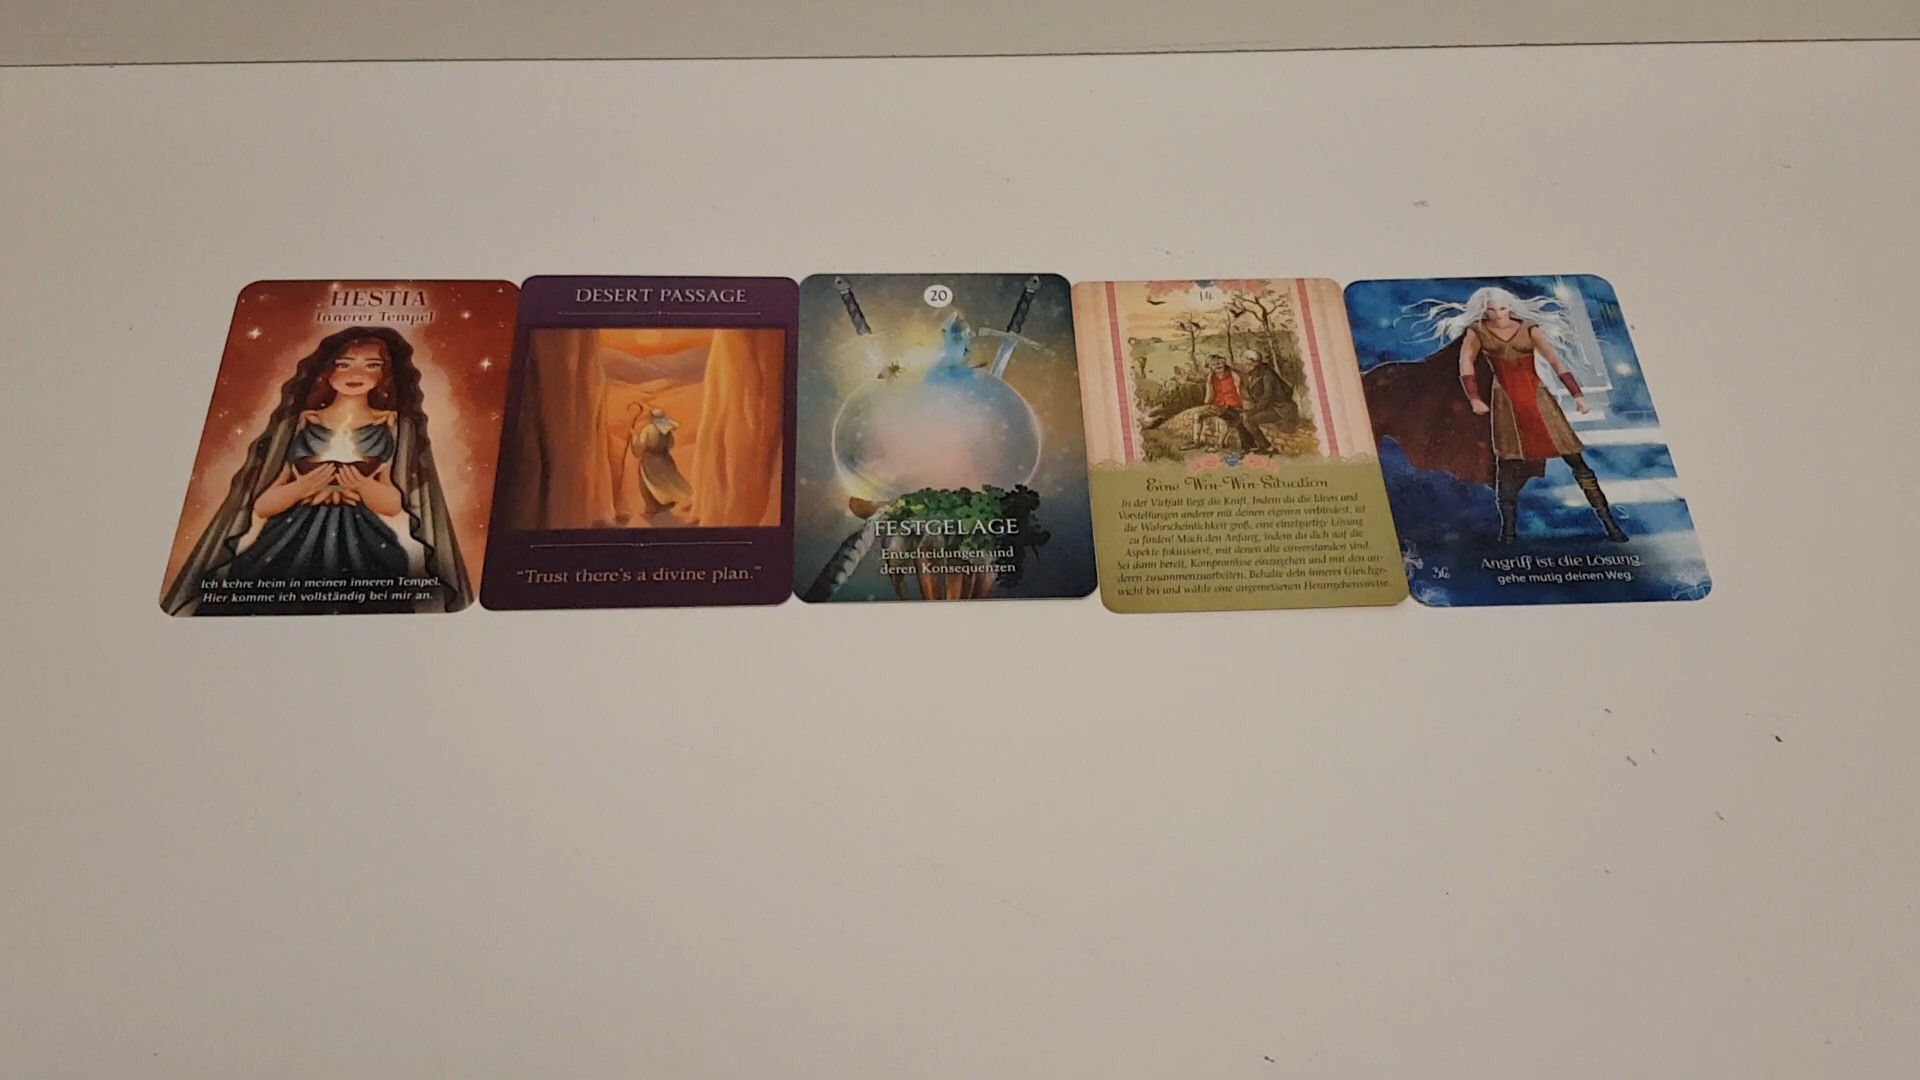 HESTIA
Innerer Tempel
Ich kehre heim in meinen inneren Tempel.
Hier komme ich vollständig bei mir an.
DESERT PASSAGE
"Trust there's a divine plan."
20
FESTGELAGE
Entscheidungen und
deren Konsequenzen
14
Eine Win-Win-Situation
In der Vielfalt liegt die Kraft. Indem du die Ideen und
Vorstellungen anderer mit deinen eigenen verbindest, ist
die Wahrscheinlichkeit groß, eine einzigartige Lösung
zu finden! Mach den Anfang, indem du dich auf die
Aspekte fokussierst, mit denen alle einverstanden sind.
Sei dann bereit, Kompromisse einzugehen und mit den an-
deren zusammenzuarbeiten. Behalte dein inneres Gleichge-
wicht bei und wähle eine angemessenen Herangehensweise.
36
Angriff ist die Lösung,
gehe mutig deinen Weg.